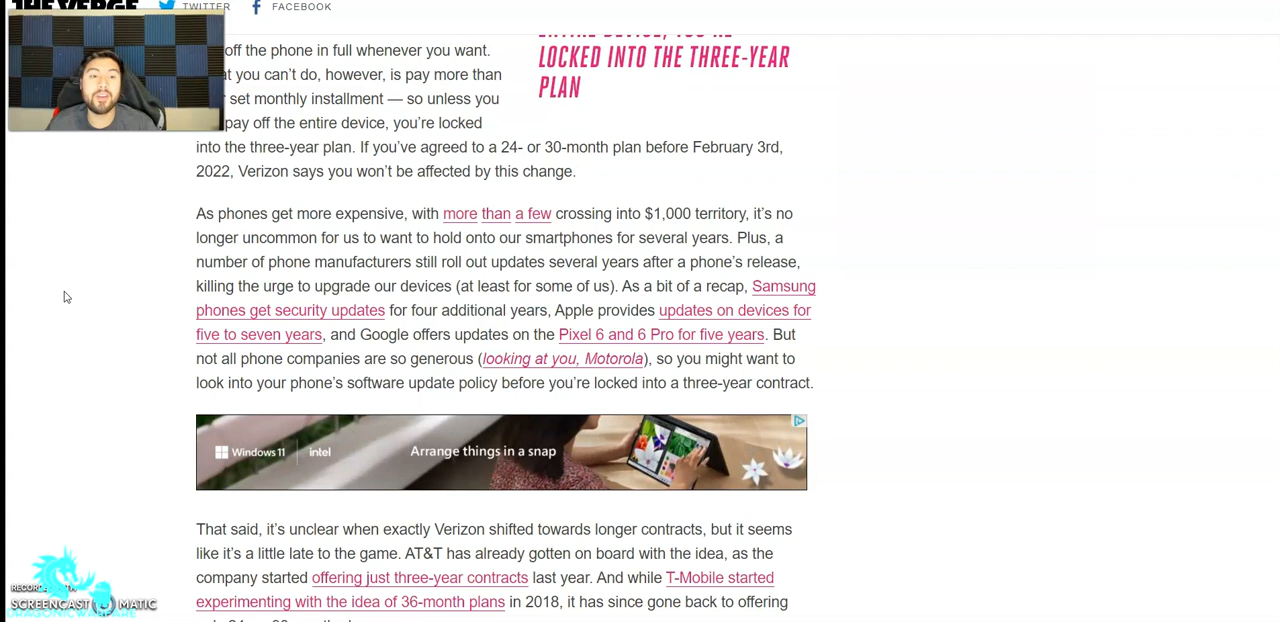 THE VERGE
TWITTER
FACEBOOK
off the phone in full whenever you want.
you can't do, however, is pay more than
set monthly installment — so unless you
pay off the entire device, you're locked
into the three-year plan. If you've agreed to a 24- or 30-month plan before February 3rd,
2022, Verizon says you won't be affected by this change.
ENTIRE DEVICE, YOU'RE
LOCKED INTO THE THREE-YEAR
PLAN
As phones get more expensive, with more than a few crossing into $1,000 territory, it's no
longer uncommon for us to want to hold onto our smartphones for several years. Plus, a
number of phone manufacturers still roll out updates several years after a phone's release,
killing the urge to upgrade our devices (at least for some of us). As a bit of a recap, Samsung
phones get security updates for four additional years, Apple provides updates on devices for
five to seven years, and Google offers updates on the Pixel 6 and 6 Pro for five years. But
not all phone companies are so generous (looking at you, Motorola), so you might want to
look into your phone's software update policy before you're locked into a three-year contract.
Windows 11 intel Arrange things in a snap
That said, it's unclear when exactly Verizon shifted towards longer contracts, but it seems
like it's a little late to the game. AT&T has already gotten on board with the idea, as the
company started offering just three-year contracts last year. And while T-Mobile started
experimenting with the idea of 36-month plans in 2018, it has since gone back to offering
SCREENCAST MATIC
DRAGONICWARFARE